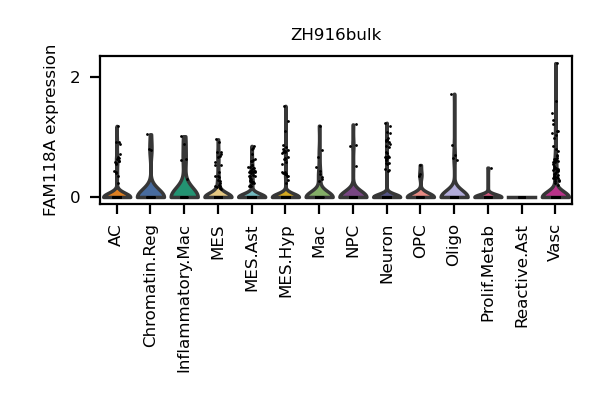 ZH916bulk
FAM118A expression
2
0
AC
Chromatin.Reg
Inflammatory.Mac
MES
MES.Ast
MES.Hyp
Mac
NPC
Neuron
OPC
Oligo
Prolif.Metab
Reactive.Ast
Vasc